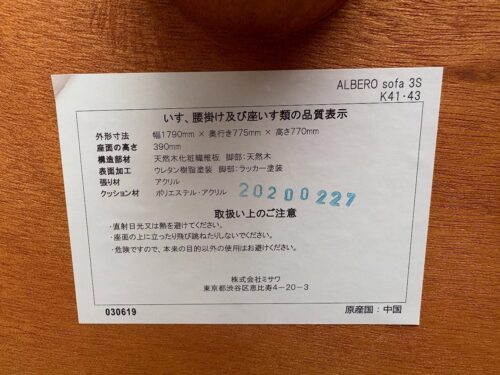 ALBERO sofa 3S
K41・43
いす、腰掛け及び座いす類の品質表示
外形寸法 幅1790mm × 奥行き775mm × 高さ770mm
座面の高さ 390mm
構造部材 天然木化粧繊維板 脚部：天然木
表面加工 ウレタン樹脂塗装 脚部：ラッカー塗装
張り材 アクリル
クッション材 ポリエステル・アクリル
20200227
取扱い上のご注意
・直射日光又は熱を避けてください。
・座面の上に立ったり飛び跳ねたりしないでください。
・危険ですので、本来の目的以外の使用はお避けください。
株式会社ミサワ
東京都渋谷区恵比寿4－20－3
030619
原産国：中国